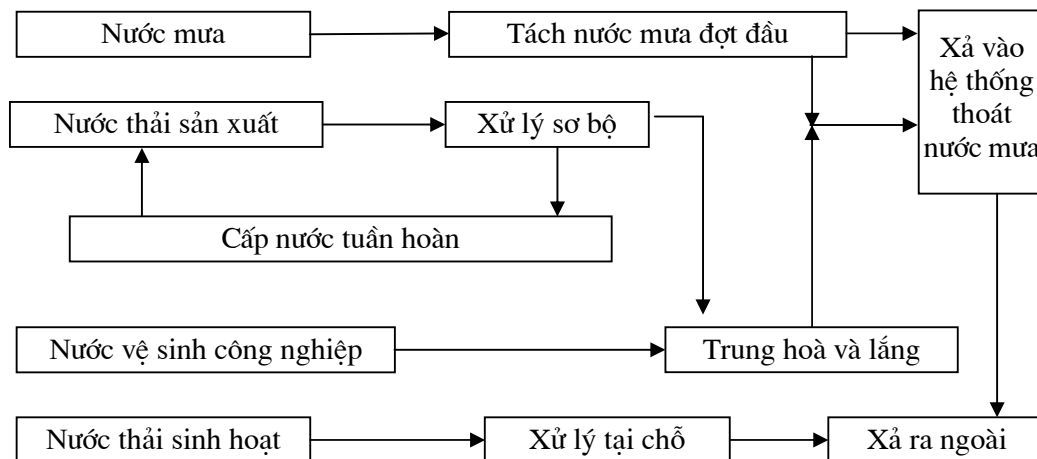 Nước mưa
Tách nước mưa đợt đầu
Xả vào
hệ thống
thoát
nước mưa
Nước thải sản xuất
Xử lý sơ bộ
Cấp nước tuần hoàn
Nước vệ sinh công nghiệp
Trung hoà và lắng
Nước thải sinh hoạt
Xử lý tại chỗ
Xả ra ngoài